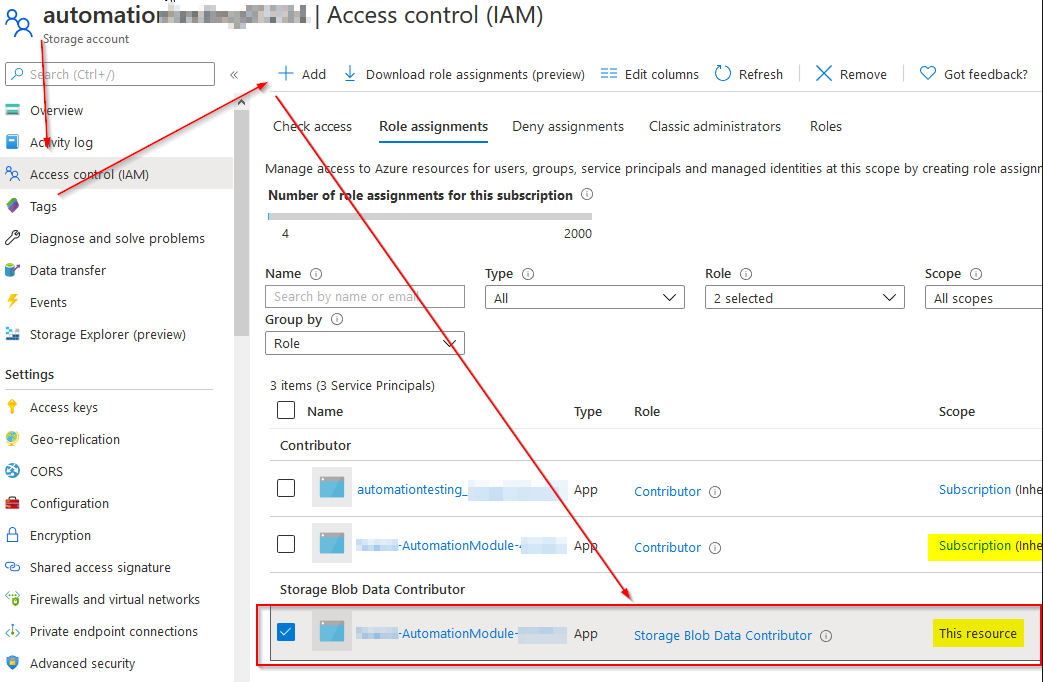 automation | Access control (IAM)
Storage account
Search (Ctrl+/)
«
Overview
Activity log
Access control (IAM)
Tags
Diagnose and solve problems
Data transfer
Events
Storage Explorer (preview)
Settings
Access keys
Geo-replication
CORS
Configuration
Encryption
Shared access signature
Firewalls and virtual networks
Private endpoint connections
Advanced security
Add Download role assignments (preview) Edit columns Refresh Remove Got feedback?
Check access Role assignments Deny assignments Classic administrators Roles
Manage access to Azure resources for users, groups, service principals and managed identities at this scope by creating role assignm
Number of role assignments for this subscription
4 2000
Name Type Role Scope
Search by name or email All 2 selected All scopes
Group by
Role
3 items (3 Service Principals)
Name Type Role Scope
Contributor
automationtesting_ App Contributor Subscription (Inhe
-AutomationModule- App Contributor Subscription (Inhe
Storage Blob Data Contributor
-AutomationModule- App Storage Blob Data Contributor This resource